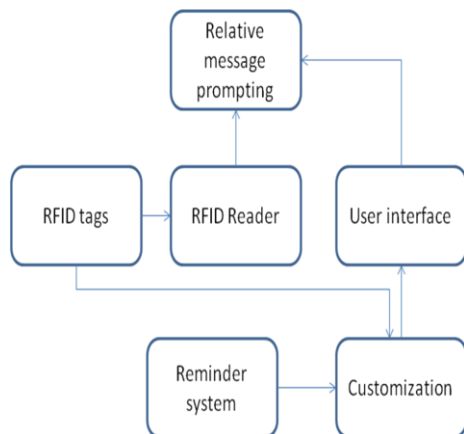 Relative
message
prompting
RFID tags
RFID Reader
User interface
Reminder
system
Customization